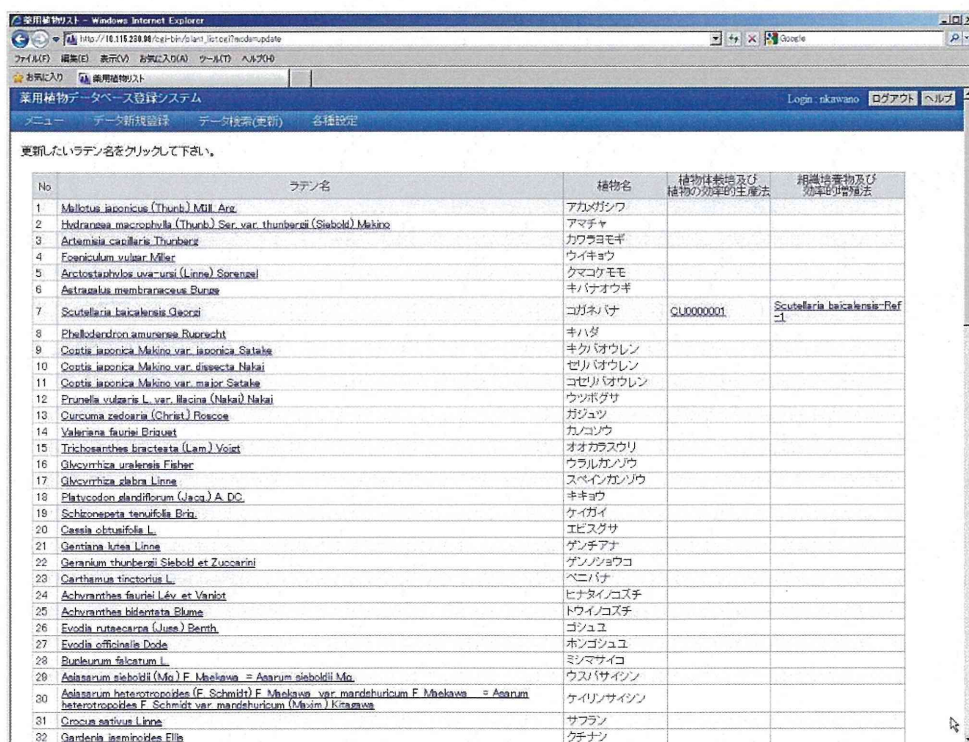 薬用植物リスト - Windows Internet Explorer
http://10.115.230.98/cgi-bin/plant_list.cgi?mode=update
Google
ファイル(F) 編集(E) 表示(V) お気に入り(A) ツール(T) ヘルプ(H)
お気に入り 薬用植物リスト
薬用植物データベース登録システム Login : nkawano ログアウト ヘルプ
メニュー データ新規登録 データ検索(更新) 各種設定
更新したいラテン名をクリックして下さい。
No ラテン名 植物名 植物体栽培及び植物の効率的生産法 組織培養物及び効率的増殖法
1 Mallotus japonicus (Thunb.) Müll. Arg. アカメガシワ
2 Hydrangea macrophylla (Thunb.) Ser. var. thunbergii (Siebold) Makino アマチャ
3 Artemisia capillaris Thunberg カワラヨモギ
4 Foeniculum vulgar Miller ウイキョウ
5 Arctostaphylos uva-ursi (Linne) Sprengel クマコケモモ
6 Astragalus membranaceus Bunge キバナオウギ
7 Scutellaria baicalensis Georgi コガネバナ CU0000001 Scutellaria baicalensis-Ref
-1
8 Phellodendron amurense Ruprecht キハダ
9 Coptis japonica Makino var. japonica Satake キクバオウレン
10 Coptis japonica Makino var. dissecta Nakai セリバオウレン
11 Coptis japonica Makino var. major Satake コセリバオウレン
12 Prunella vulgaris L. var. lilacina (Nakai) Nakai ウツボグサ
13 Curcuma zedoaria (Christ.) Roscoe ガジュツ
14 Valeriana fauriei Briquet カノコソウ
15 Trichosanthes bracteata (Lam.) Voigt オオカラスウリ
16 Glycyrrhiza uralensis Fisher ウラルカンゾウ
17 Glycyrrhiza glabra Linne スペインカンゾウ
18 Platycodon glandiflorum (Jacq.) A. DC. キキョウ
19 Schizonepeta tenuifolia Briq. ケイガイ
20 Cassia obtusifolia L. エビスグサ
21 Gentiana lutea Linne ゲンチアナ
22 Geranium thunbergii Siebold et Zuccarini ゲンノショウコ
23 Carthamus tinctorius L. ベニバナ
24 Achyranthes fauriei Lév. et Vaniot ヒナタイノコズチ
25 Achyranthes bidentata Blume トウイノコズチ
26 Evodia rutaecarpa (Juss.) Benth. ゴシュユ
27 Evodia officinalis Dode ホンゴシュユ
28 Bupleurum falcatum L. ミシマサイコ
29 Asiasarum sieboldii (Mq.) F. Maekawa = Asarum sieboldii Mq. ウスバサイシン
30 Asiasarum heterotropoides (F. Schmidt) F. Maekawa var. mandshuricum F. Maekawa = Asarum
heterotropoides F. Schmidt var. mandshuricum (Maxim.) Kitagawa ケイリンサイシン
31 Crocus sativus Linne サフラン
32 Gardenia jasminoides Ellis クチナシ